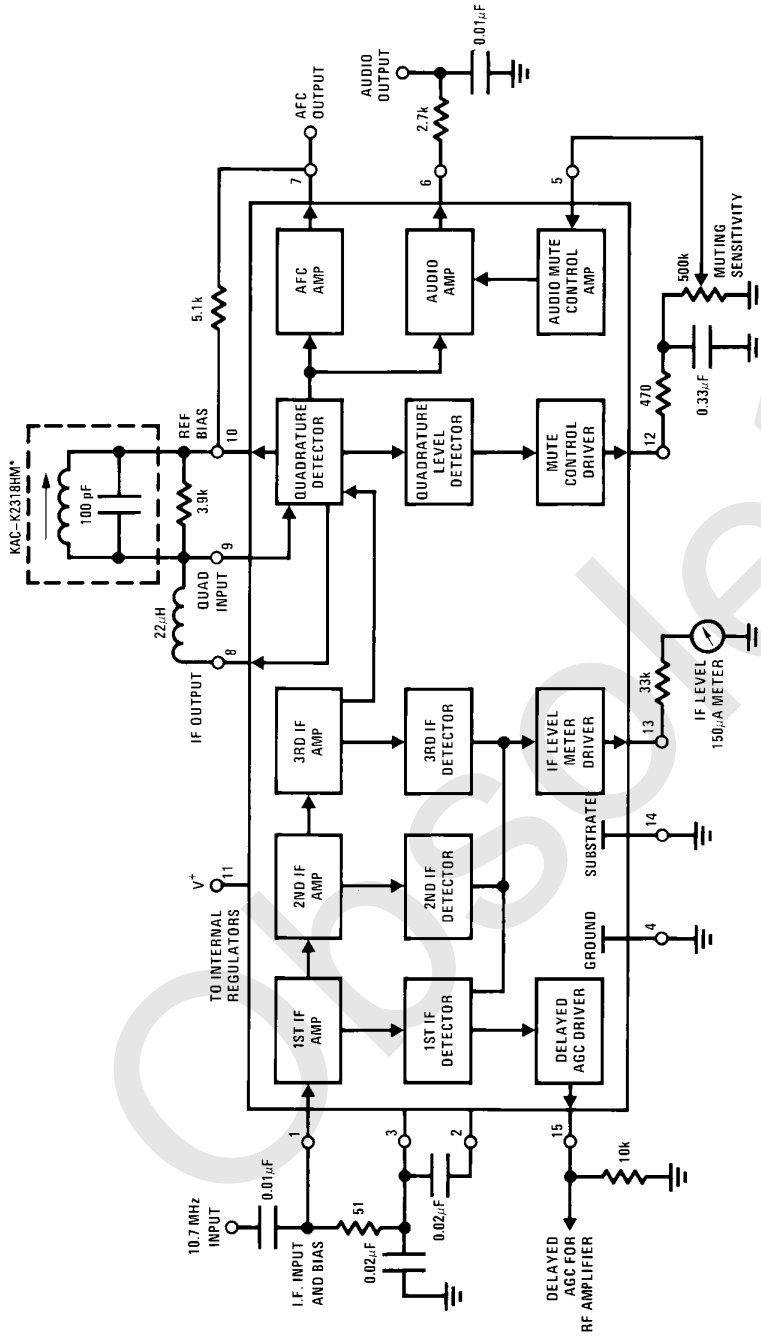 KAC–K2318HM*
100 pF
3.9k
22μH
IF OUTPUT
8
QUAD
INPUT
9
REF
BIAS
10
5.1k
7
AFC
OUTPUT
TO INTERNAL
REGULATORS
V+
11
10.7 MHz
INPUT
0.01μF
I.F. INPUT
AND BIAS
1
51
3
0.02μF
0.02μF
2
1ST IF
AMP
2ND IF
AMP
3RD IF
AMP
QUADRATURE
DETECTOR
AFC
AMP
1ST IF
DETECTOR
2ND IF
DETECTOR
3RD IF
DETECTOR
QUADRATURE
LEVEL
DETECTOR
AUDIO
AMP
6
2.7k
AUDIO
OUTPUT
0.01μF
DELAYED
AGC DRIVER
IF LEVEL
METER
DRIVER
MUTE
CONTROL
DRIVER
AUDIO MUTE
CONTROL
AMP
5
15
DELAYED
AGC FOR
RF AMPLIFIER
10k
GROUND
4
SUBSTRATE
14
13
33k
IF LEVEL
150μA METER
12
470
0.33μF
500k
MUTING
SENSITIVITY
Obsole